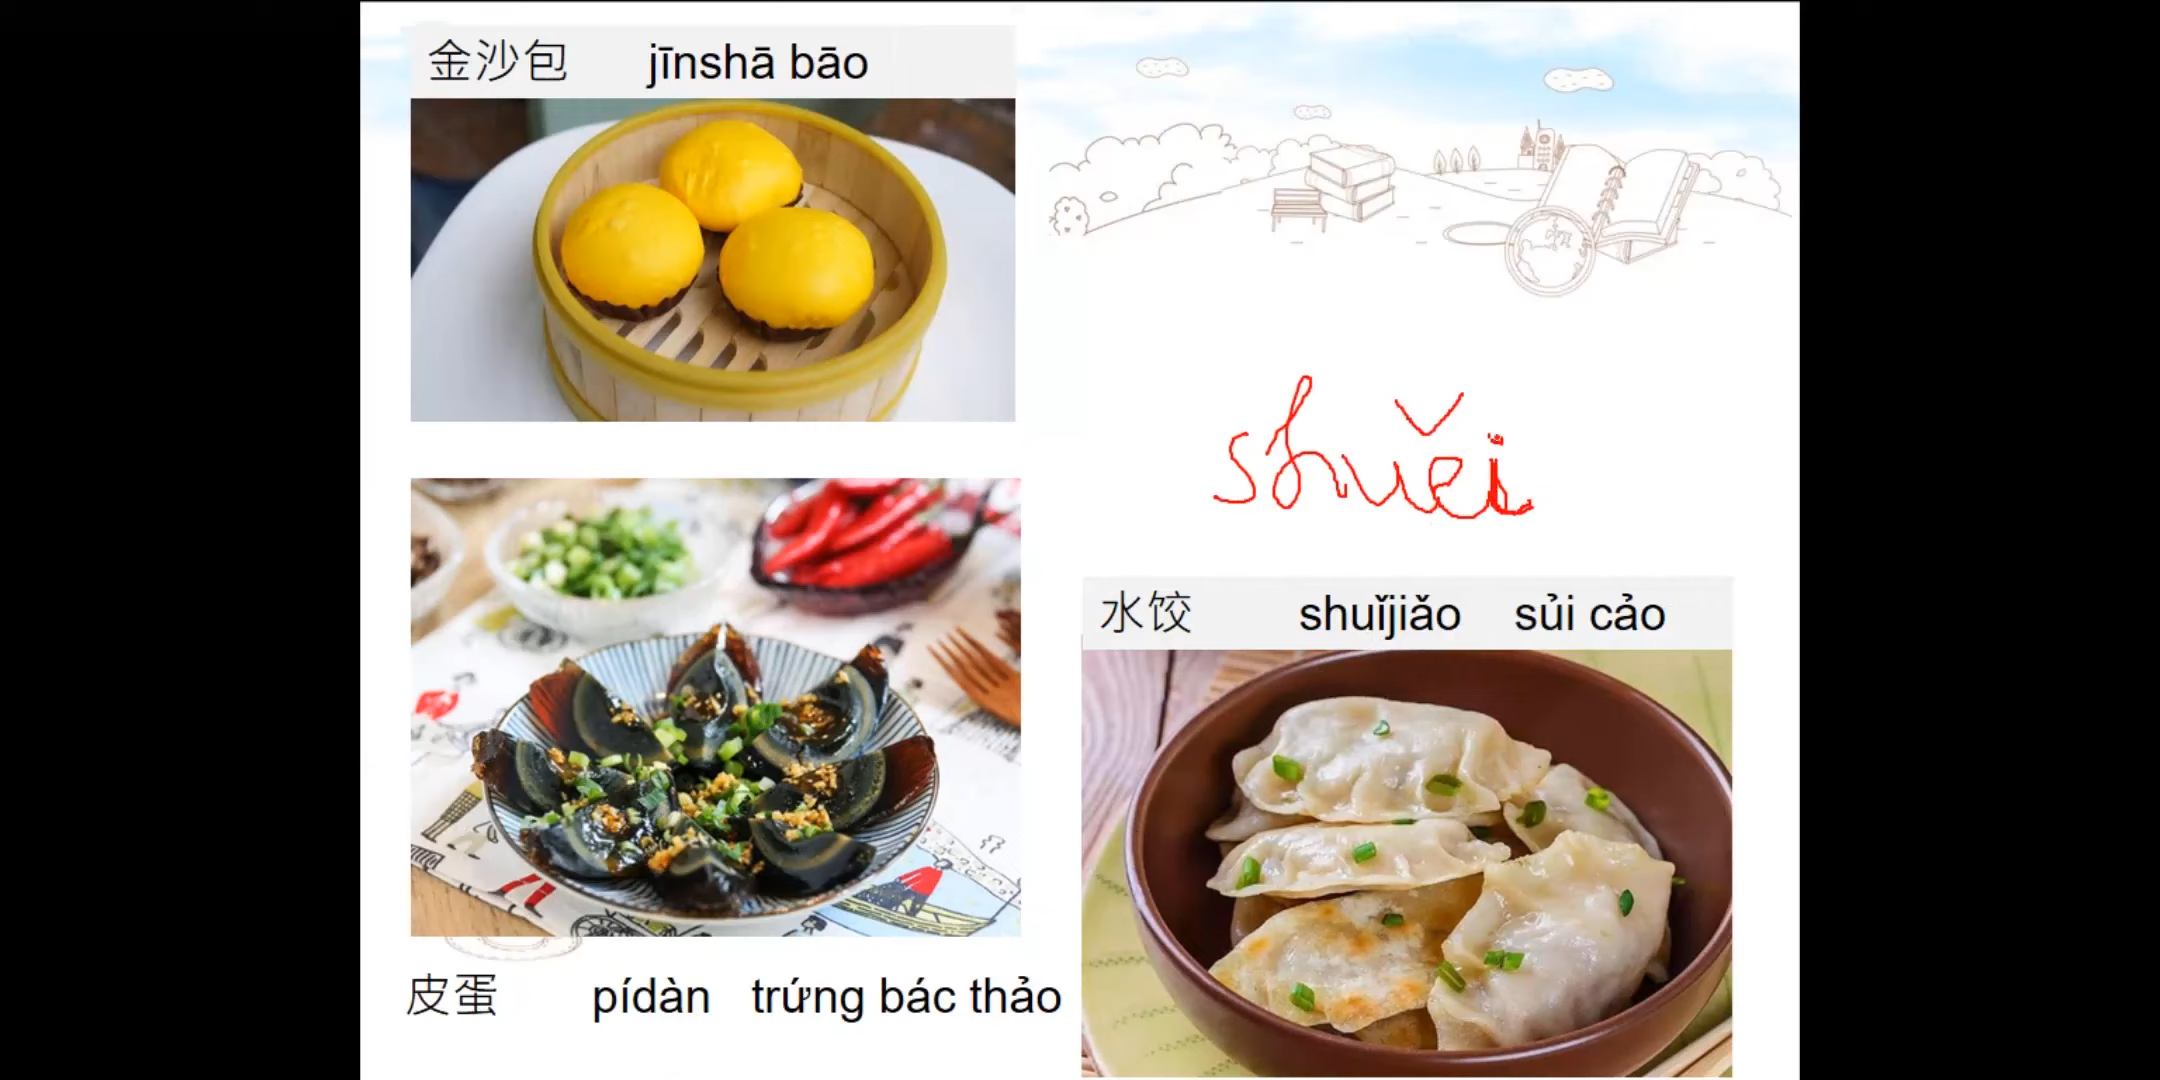 金沙包 jīnshā bāo
shuěi
水饺 shuǐjiǎo sủi cảo
皮蛋 pídàn trứng bác thảo